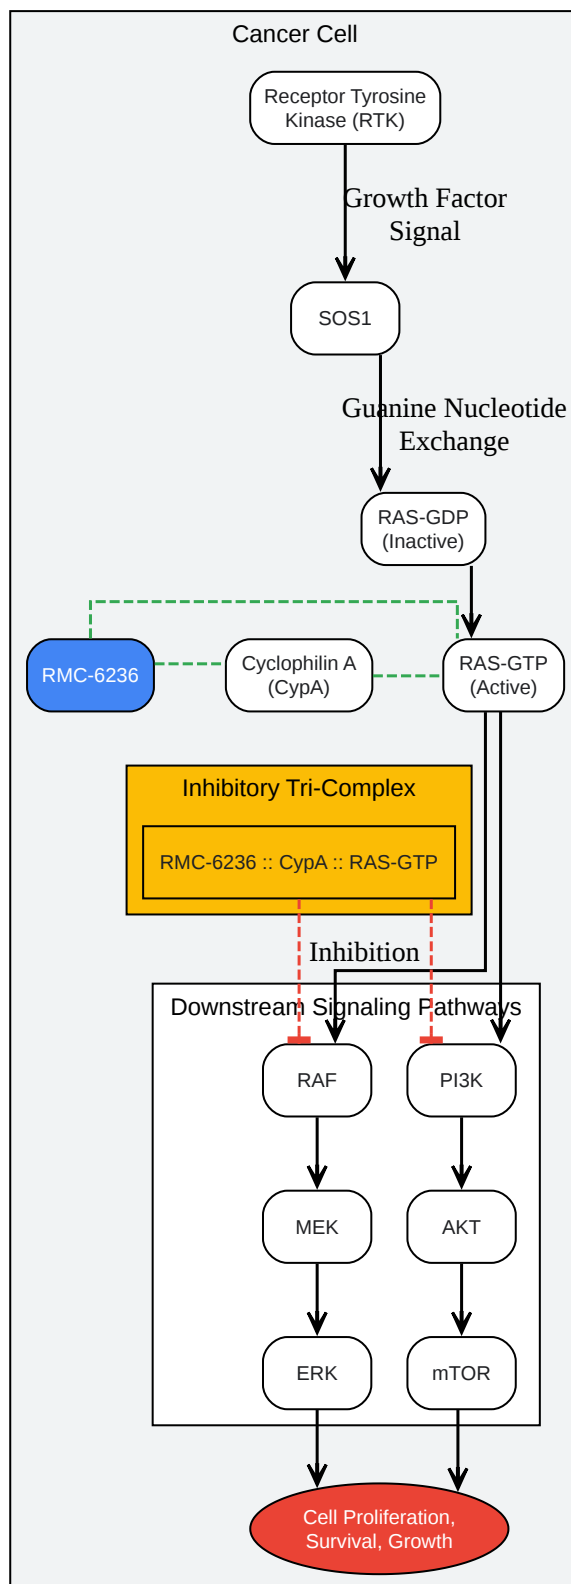 Cancer Cell
Receptor Tyrosine
Kinase (RTK)
Growth Factor
Signal
SOS1
Guanine Nucleotide
Exchange
RAS-GDP
(Inactive)
RMC-6236
Cyclophilin A
(CypA)
RAS-GTP
(Active)
Inhibitory Tri-Complex
RMC-6236 :: CypA :: RAS-GTP
Inhibition
Downstream Signaling Pathways
RAF
PI3K
MEK
AKT
ERK
mTOR
Cell Proliferation,
Survival, Growth